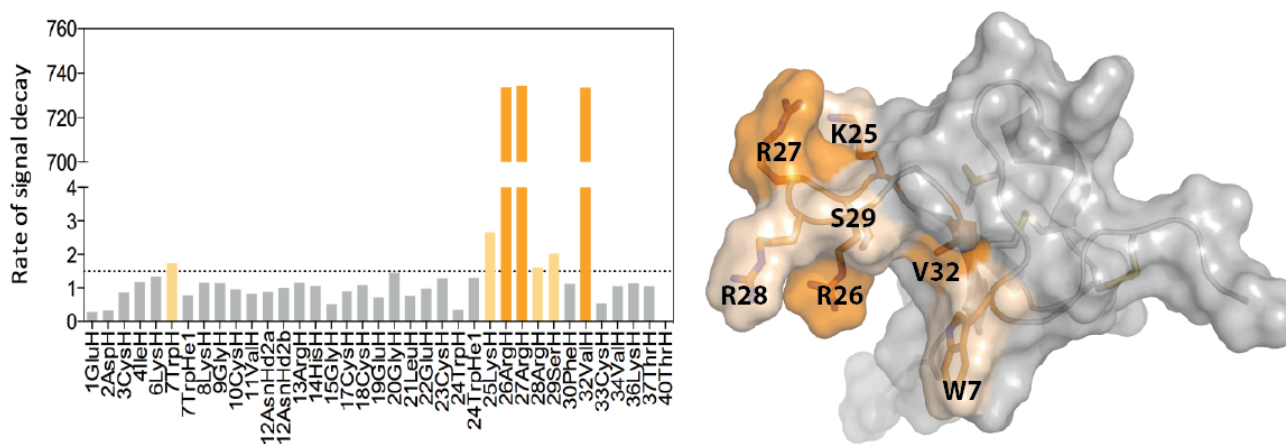 Rate of signal decay
760
740
720
700
4
3
2
1
0
1GluH
2AspH
3CysH
4IleH
6LysH
7TrpH
7TrpHe1
8LysH
9GlyH
10CysH
11ValH
12AsnHd2a
12AsnHd2b
13ArgH
14HisH
15GlyH
17CysH
18CysH
19GluH
20GlyH
21LeuH
22GluH
23CysH
24TrpH
24TrpHe1
25LysH
26ArgH
27ArgH
28ArgH
29SerH
30PheH
32ValH
33CysH
34ValH
36LysH
37ThrH
40ThrH
K25
R27
S29
V32
R28
R26
W7